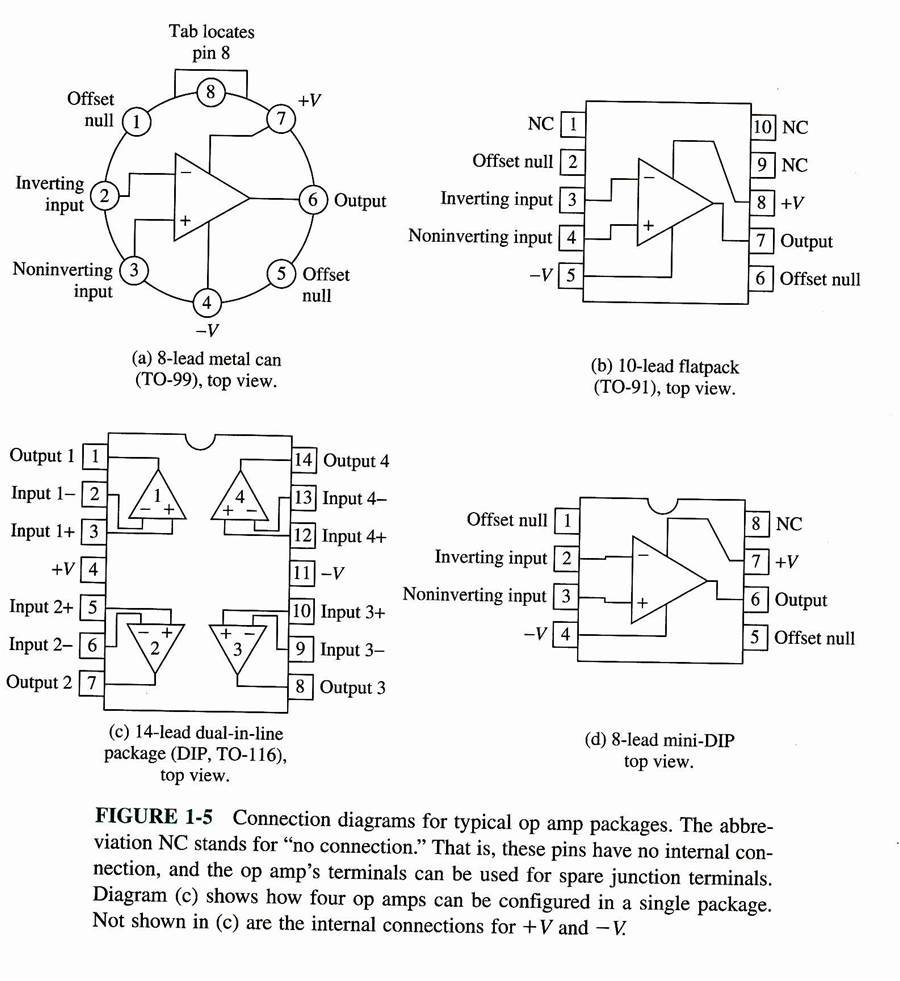 Tab locates
pin 8
8
Offset
null
1
7
+V
Inverting
input
2
−
6
Output
+
Noninverting
input
3
5
Offset
null
4
−V
(a) 8-lead metal can
(TO-99), top view.
NC 1
10 NC
Offset null 2
9 NC
Inverting input 3
−
8 +V
Noninverting input 4
+
7 Output
−V 5
6 Offset null
(b) 10-lead flatpack
(TO-91), top view.
Output 1 1
14 Output 4
Input 1− 2
1
− +
4
+ −
13 Input 4−
Input 1+ 3
12 Input 4+
+V 4
11 −V
Input 2+ 5
10 Input 3+
− +
2
+ −
3
Input 2− 6
9 Input 3−
Output 2 7
8 Output 3
(c) 14-lead dual-in-line
package (DIP, TO-116),
top view.
Offset null 1
8 NC
Inverting input 2
−
7 +V
Noninverting input 3
+
6 Output
−V 4
5 Offset null
(d) 8-lead mini-DIP
top view.
FIGURE 1-5 Connection diagrams for typical op amp packages. The abbre-
viation NC stands for “no connection.” That is, these pins have no internal con-
nection, and the op amp’s terminals can be used for spare junction terminals.
Diagram (c) shows how four op amps can be configured in a single package.
Not shown in (c) are the internal connections for +V and −V.